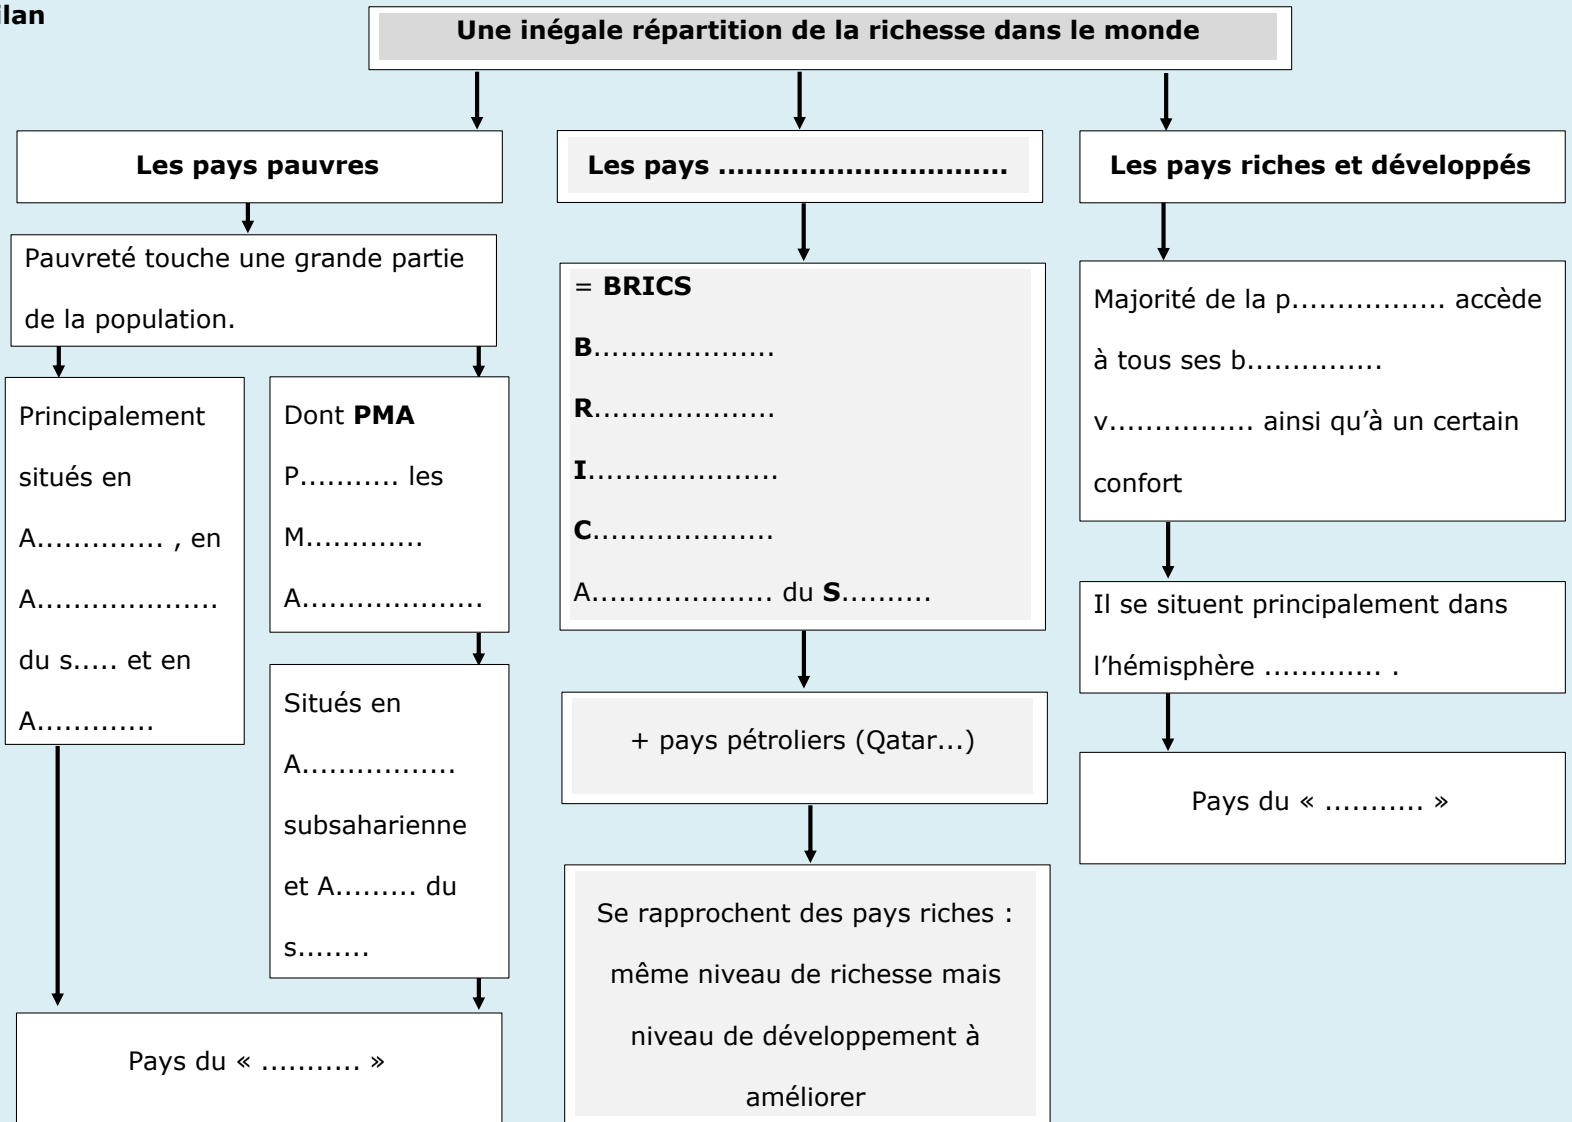 ilan
Une inégale répartition de la richesse dans le monde
Les pays pauvres
Pauvreté touche une grande partie
de la population.
Principalement
situés en
A.............. , en
A....................
du s..... et en
A.............
Dont PMA
P........... les
M.............
A....................
Situés en
A.................
subsaharienne
et A......... du
s........
Pays du « ........... »
Les pays ................................
= BRICS
B....................
R....................
I.....................
C....................
A.................... du S..........
+ pays pétroliers (Qatar...)
Se rapprochent des pays riches :
même niveau de richesse mais
niveau de développement à
améliorer
Les pays riches et développés
Majorité de la p................. accède
à tous ses b...............
v................ ainsi qu’à un certain
confort
Il se situent principalement dans
l’hémisphère ............. .
Pays du « ........... »